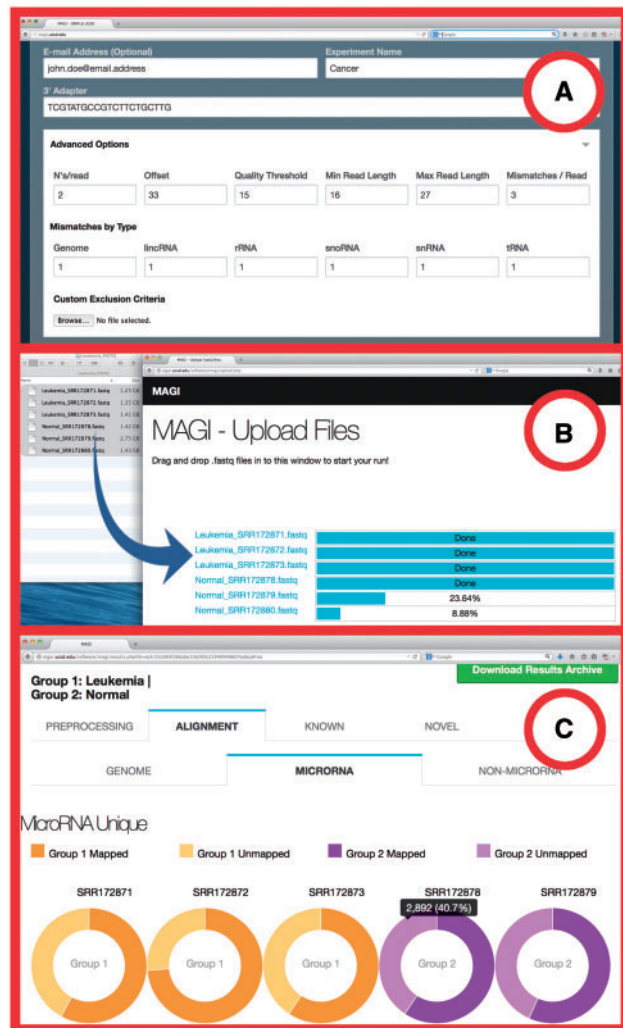 E-mail Address (Optional) Experiment Name
john.doe@email.address Cancer
3' Adapter
TCGTATGCCGTCTTCTGCTTG
A
Advanced Options
N's/read Offset Quality Threshold Min Read Length Max Read Length Mismatches / Read
2 33 15 16 27 3
Mismatches by Type
Genome lincRNA rRNA snoRNA snRNA tRNA
1 1 1 1 1 1
Custom Exclusion Criteria
Browse... No file selected.
Leukemia_SRR172871.fastq
Leukemia_SRR172872.fastq
Leukemia_SRR172873.fastq
Normal_SRR172878.fastq
Normal_SRR172879.fastq
Normal_SRR172880.fastq
MAGI
MAGI - Upload Files
Drag and drop .fastq files in to this window to start your run!
B
Leukemia_SRR172871.fastq Done
Leukemia_SRR172872.fastq Done
Leukemia_SRR172873.fastq Done
Normal_SRR172878.fastq Done
Normal_SRR172879.fastq 23.64%
Normal_SRR172880.fastq 8.88%
MAGI
Group 1: Leukemia |
Group 2: Normal
Download Results Archive
PREPROCESSING ALIGNMENT KNOWN NOVEL
C
GENOME MICRORNA NON-MICRORNA
MicroRNA Unique
Group 1 Mapped Group 1 Unmapped Group 2 Mapped Group 2 Unmapped
SRR172871 SRR172872 SRR172873 SRR172878 SRR172879
2,892 (40.7%)
Group 1 Group 1 Group 1 Group 2 Group 2